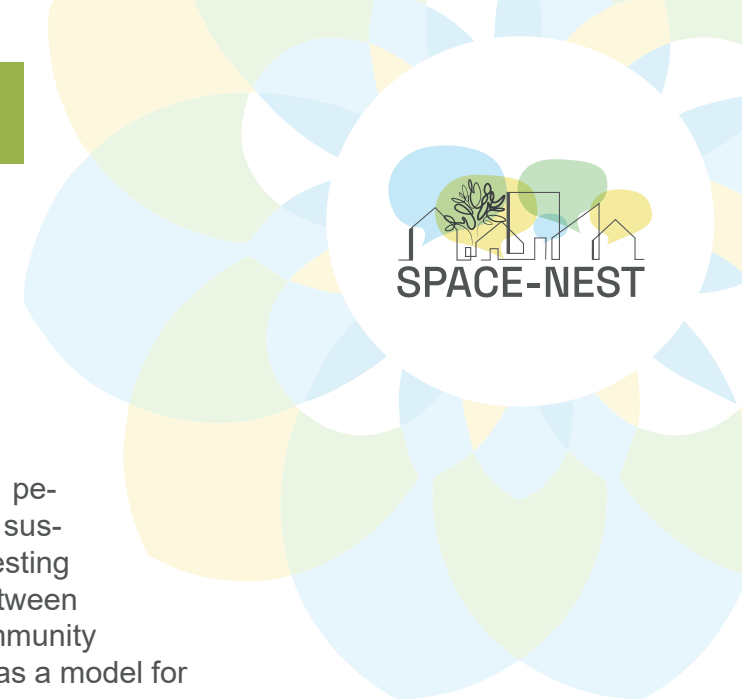 SPACE-NEST
pe-
sus-
esting
tween
mmunity
as a model for